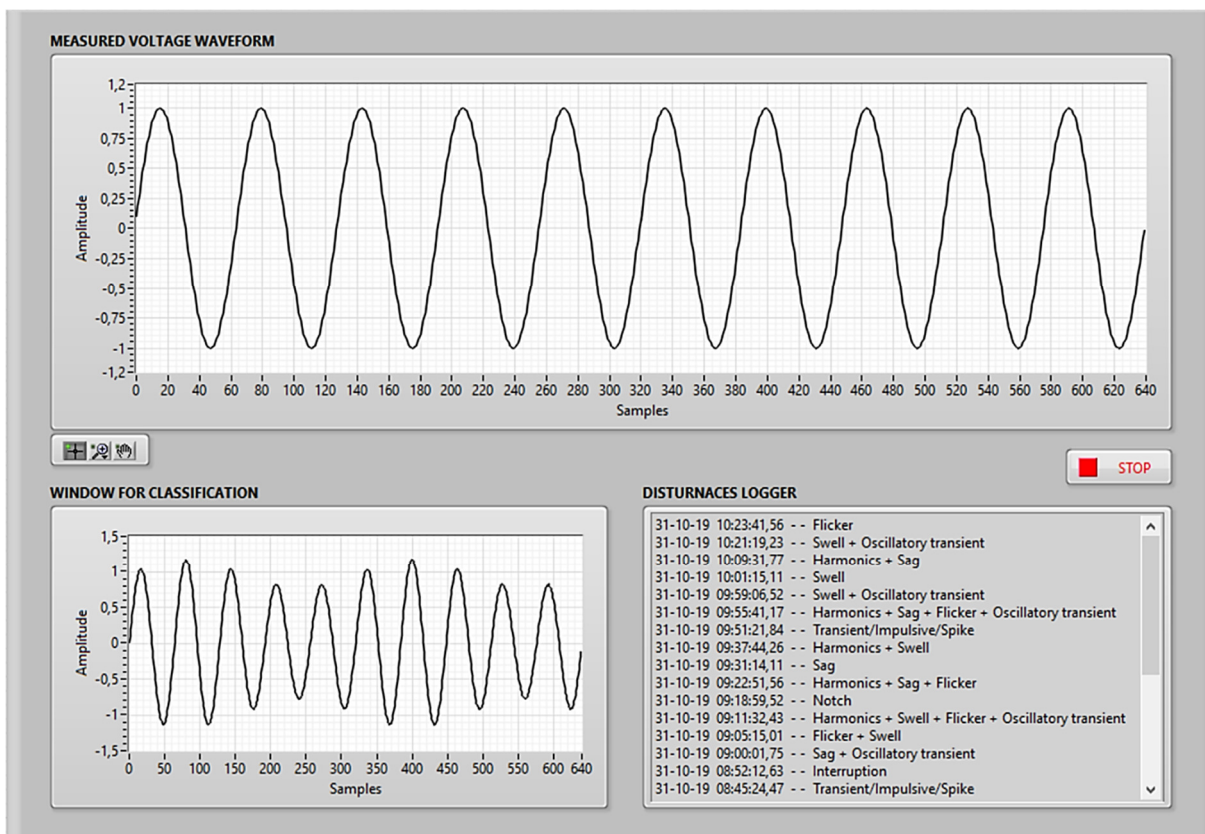 MEASURED VOLTAGE WAVEFORM
1,2
1
0,75
0,5
0,25
0
-0,25
-0,5
-0,75
-1
-1,2
Amplitude
0 20 40 60 80 100 120 140 160 180 200 220 240 260 280 300 320 340 360 380 400 420 440 460 480 500 520 540 560 580 600 620 640
Samples
STOP
WINDOW FOR CLASSIFICATION
1,5
1
0,5
0
-0,5
-1
-1,5
Amplitude
0 50 100 150 200 250 300 350 400 450 500 550 600 640
Samples
DISTURNACES LOGGER
31-10-19 10:23:41,56 - - Flicker
31-10-19 10:21:19,23 - - Swell + Oscillatory transient
31-10-19 10:09:31,77 - - Harmonics + Sag
31-10-19 10:01:15,11 - - Swell
31-10-19 09:59:06,52 - - Swell + Oscillatory transient
31-10-19 09:55:41,17 - - Harmonics + Sag + Flicker + Oscillatory transient
31-10-19 09:51:21,84 - - Transient/Impulsive/Spike
31-10-19 09:37:44,26 - - Harmonics + Swell
31-10-19 09:31:14,11 - - Sag
31-10-19 09:22:51,56 - - Harmonics + Sag + Flicker
31-10-19 09:18:59,52 - - Notch
31-10-19 09:11:32,43 - - Harmonics + Swell + Flicker + Oscillatory transient
31-10-19 09:05:15,01 - - Flicker + Swell
31-10-19 09:00:01,75 - - Sag + Oscillatory transient
31-10-19 08:52:12,63 - - Interruption
31-10-19 08:45:24,47 - - Transient/Impulsive/Spike